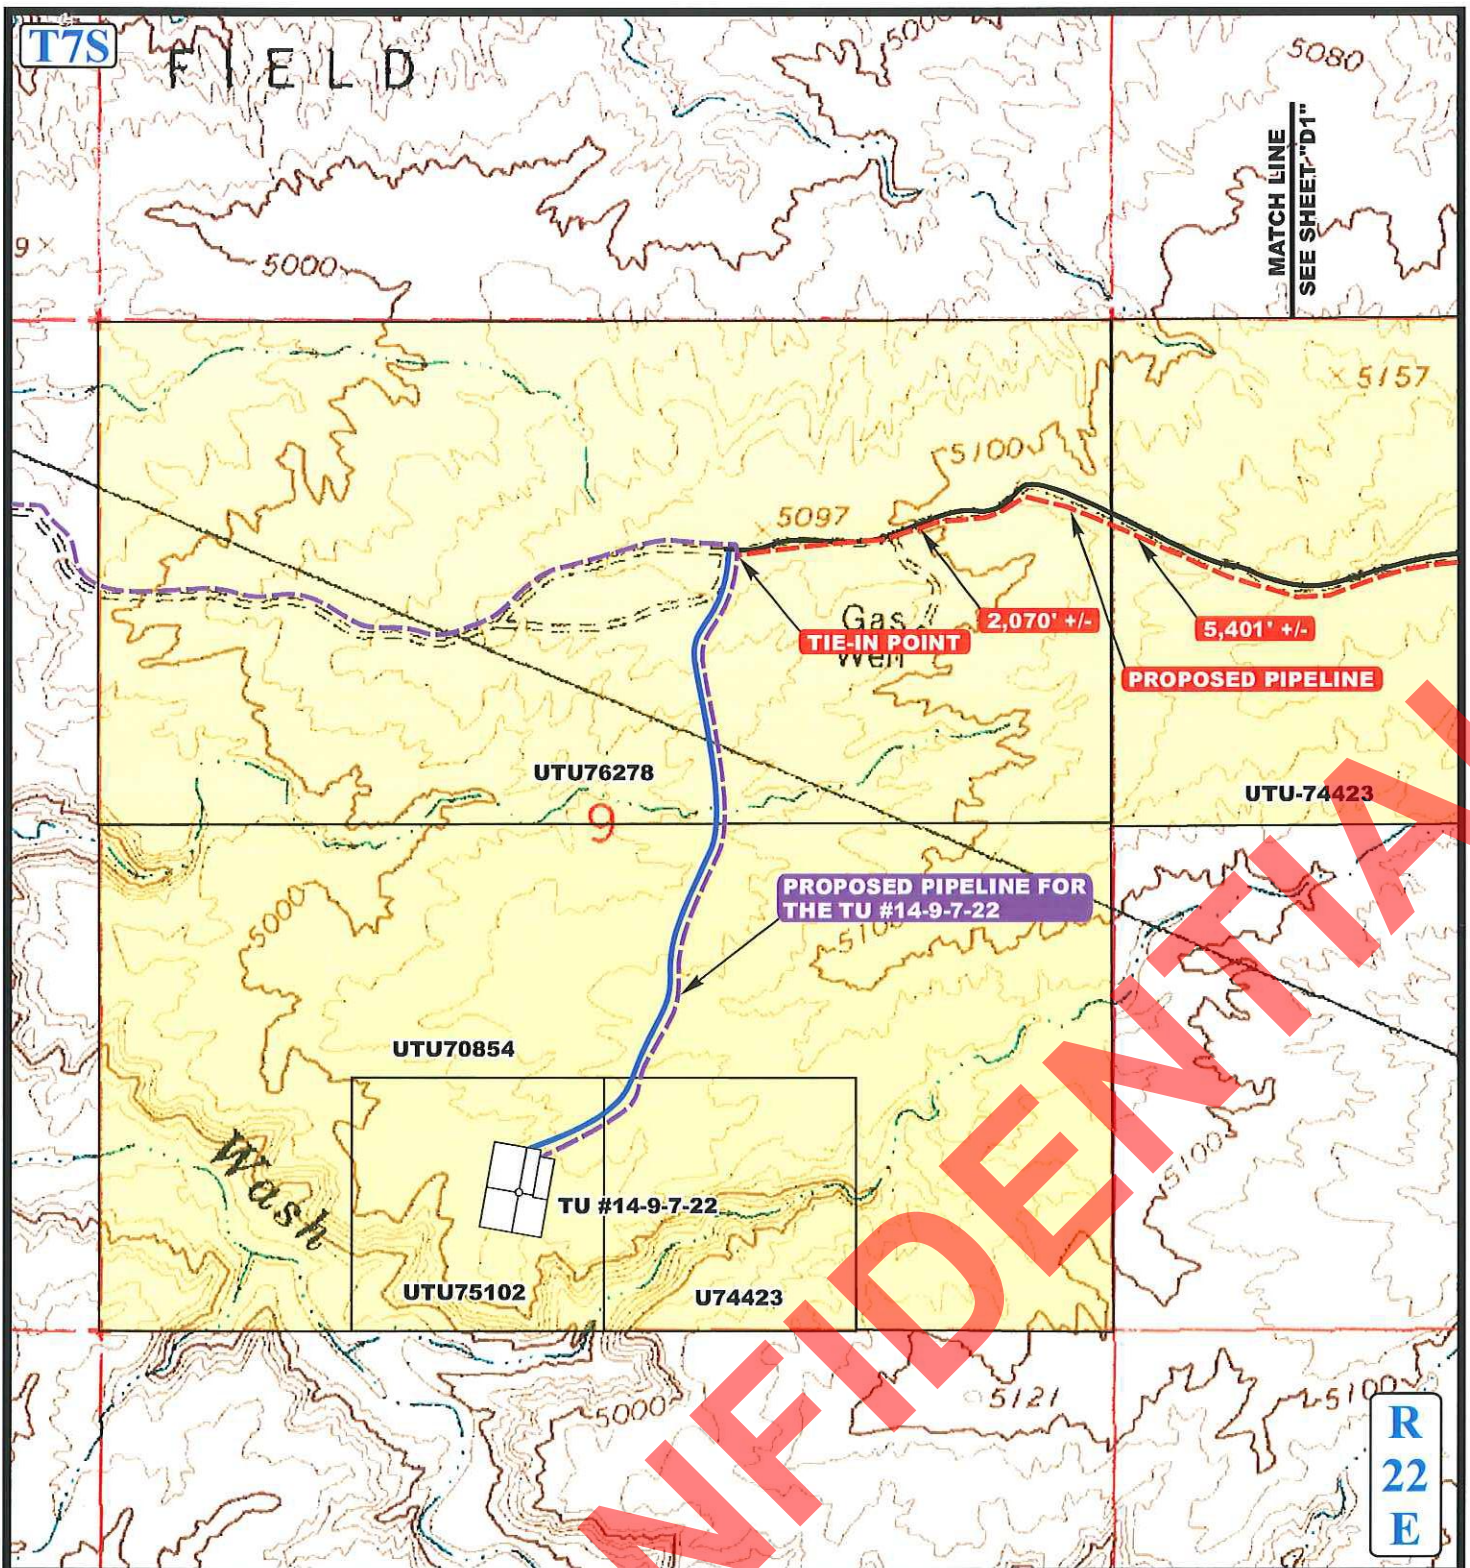 T7S
FIELD
5000
5080
MATCH LINE
SEE SHEET "D1"
9
5000
5157
5100
5097
Gas
Well
2,070' +/-
TIE-IN POINT
5,401' +/-
PROPOSED PIPELINE
UTU76278
UTU-74423
9
PROPOSED PIPELINE FOR
THE TU #14-9-7-22
5000
5100
UTU70854
Wash
5100
TU #14-9-7-22
UTU75102
U74423
5000
5121
5100
R
22
E
NFIDENTIA